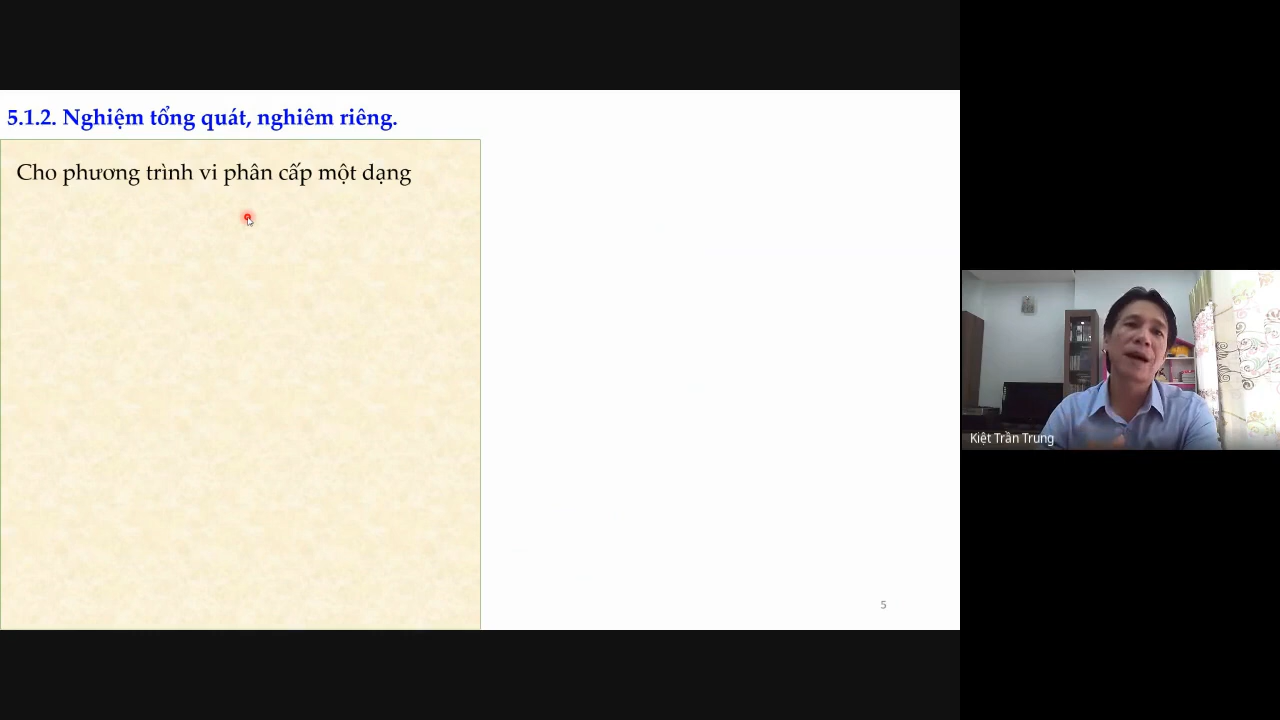 5.1.2. Nghiệm tổng quát, nghiêm riêng.
Cho phương trình vi phân cấp một dạng
5
Kiệt Trần Trung